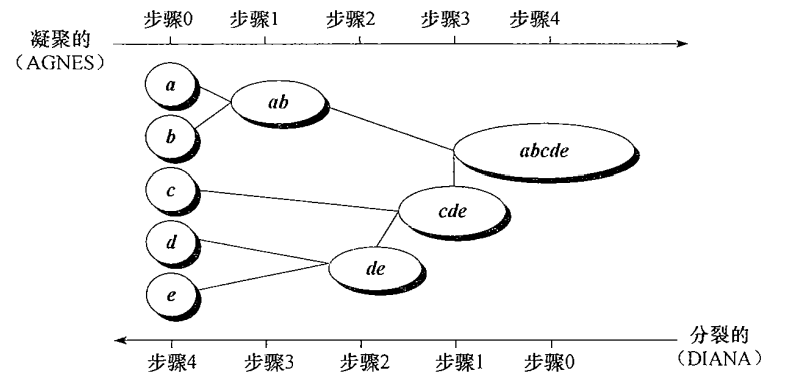 步骤0 步骤1 步骤2 步骤3 步骤4
凝聚的
（AGNES）
a
ab
b
abcde
c
cde
d
de
e
分裂的
（DIANA）
步骤4 步骤3 步骤2 步骤1 步骤0